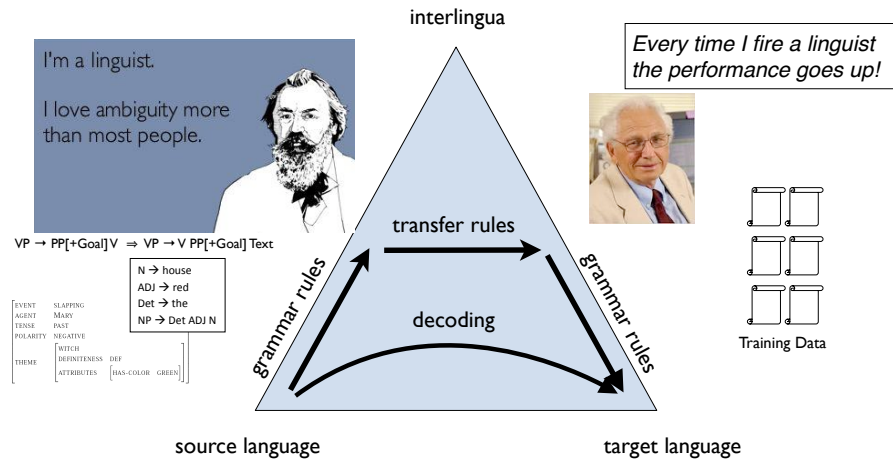 interlingua
I'm a linguist.
I love ambiguity more
than most people.
Every time I fire a linguist
the performance goes up!
VP → PP[+Goal] V ⇒ VP → V PP[+Goal] Text
N → house
ADJ → red
Det → the
NP → Det ADJ N
EVENT SLAPPING
AGENT MARY
TENSE PAST
POLARITY NEGATIVE
THEME
WITCH
DEFINITENESS DEF
ATTRIBUTES [HAS-COLOR GREEN]
transfer rules
grammar rules
grammar rules
decoding
Training Data
source language
target language